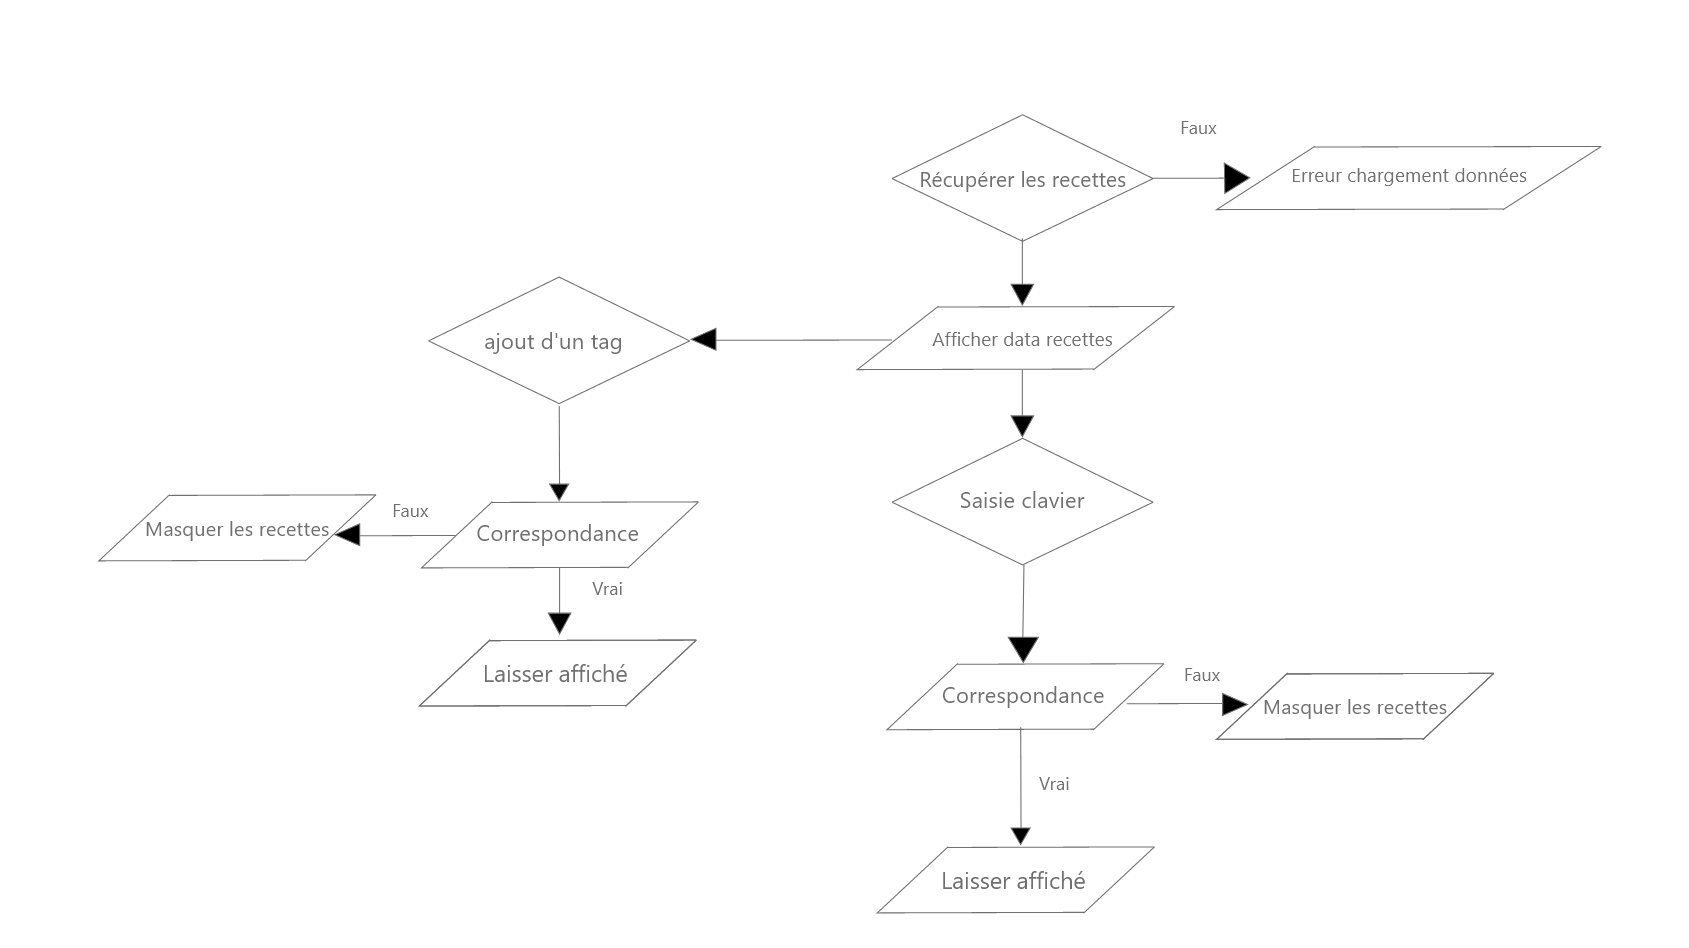 Faux
Récupérer les recettes
Erreur chargement données
ajout d'un tag
Afficher data recettes
Saisie clavier
Masquer les recettes
Faux
Correspondance
Vrai
Laisser affiché
Correspondance
Faux
Masquer les recettes
Vrai
Laisser affiché